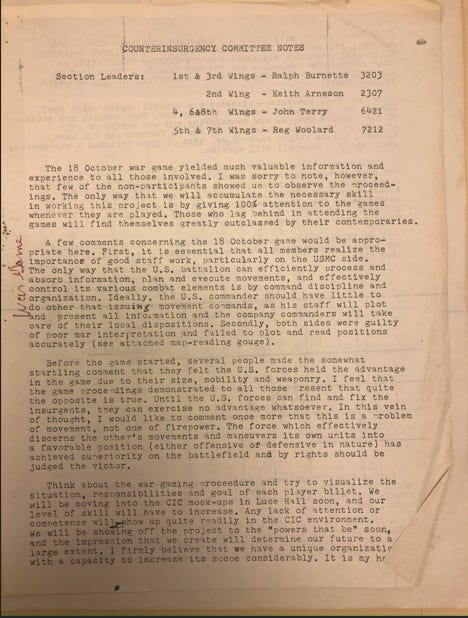 COUNTERINSURGENCY COMMITTEE NOTES
Section Leaders: 1st & 3rd Wings - Ralph Burnette 3203
2nd Wing - Keith Arneson 2307
4, 6&8th Wings - John Terry 6421
5th & 7th Wings - Reg Woolard 7212
The 18 October war game yielded much valuable information and
experience to all those involved. I was sorry to note, however,
that few of the non-participants showed up to observe the proceed-
ings. The only way that we will accumulate the necessary skill
in working this project is by giving 100% attention to the games
whenever they are played. Those who lag behind in attending the
games will find themselves greatly outclassed by their contemporaries.
War Game
A few comments concerning the 18 October game would be appro-
priate here. First, it is essential that all members realize the
importance of good staff work, particularly on the USMC side.
The only way that the U.S. battalion can efficiently process and
absorb information, plan and execute movements, and effectively
control its various combat elements is by command discipline and
organization. Ideally, the U.S. commander should have little to
do other that issuing movement commands, as his staff will plot
and present all information and the company commanders will take
care of their local dispositions. Secondly, both sides were guilty
of poor map interpretation and failed to plot and read positions
accurately (see attached map-reading gouge).
Before the game started, several people made the somewhat
startling comment that they felt the U.S. forces held the advantage
in the game due to their size, mobility and weaponry. I feel that
the game procedings demonstrated to all those present that quite
the opposite is true. Until the U.S. forces can find and fix the
insurgents, they can exercise no advantage whatsoever. In this vein
of thought, I would like to comment once more that this is a problem
of movement, not one of firepower. The force which effectively
discerns the other's movements and maneuvers its own units into
a favorable position (either offensive or defensive in nature) has
achieved superiority on the battlefield and by rights should be
judged the victor.
Think about the war gaming proceedure and try to visualize the
situation, responsibilities and goal of each player billet. We
will be moving into the CIC mock-ups in Luce Hall soon, and our
level of skill will have to increase. Any lack of attention or
competence will show up quite readily in the CIC environment.
We will be showing off the project to the "powers that be" soon,
and the impression that we create will determine our future to a
large extent. I firmly believe that we have a unique organizatio
with a capacity to increase its scope considerably. It is my